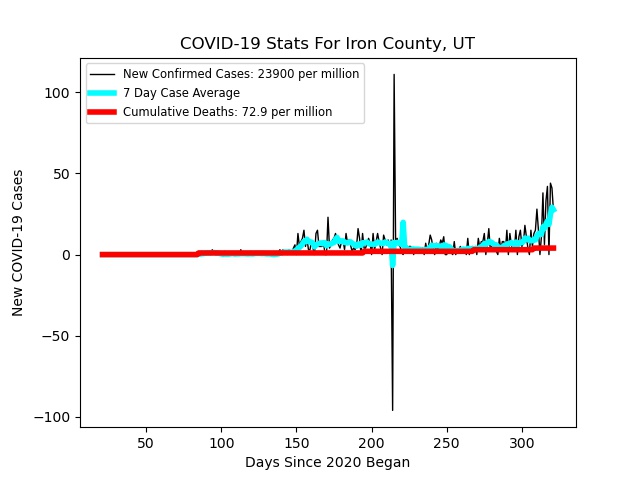 COVID-19 Stats For Iron County, UT
New Confirmed Cases: 23900 per million
7 Day Case Average
Cumulative Deaths: 72.9 per million
New COVID-19 Cases
100
50
0
−50
−100
50 100 150 200 250 300
Days Since 2020 Began